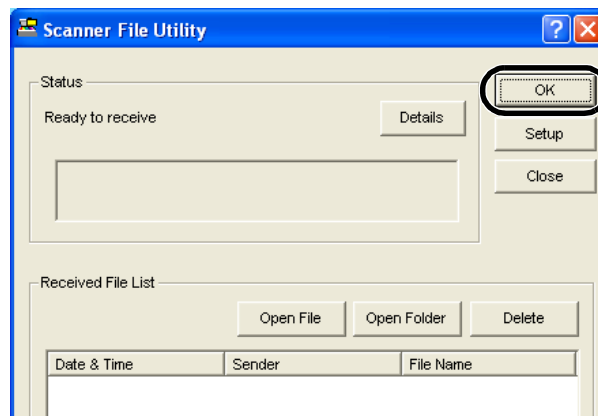 Scanner File Utility
Status
Ready to receive
Details
OK
Setup
Close
Received File List
Open File Open Folder Delete
Date & Time Sender File Name